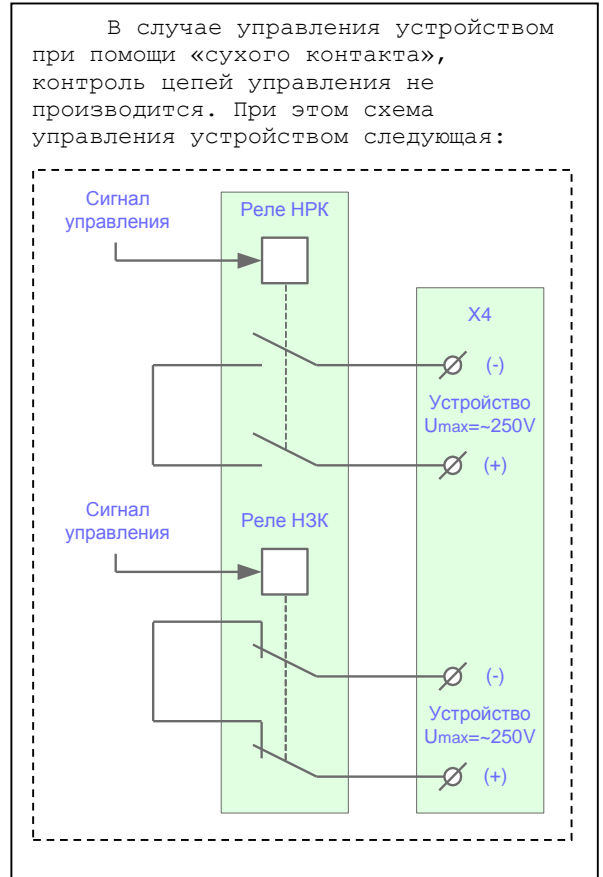 В случае управления устройством
при помощи «сухого контакта»,
контроль цепей управления не
производится. При этом схема
управления устройством следующая:
Сигнал
управления
Реле НРК
X4
(-)
Устройство
Umax=~250V
(+)
Сигнал
управления
Реле НЗК
(-)
Устройство
Umax=~250V
(+)